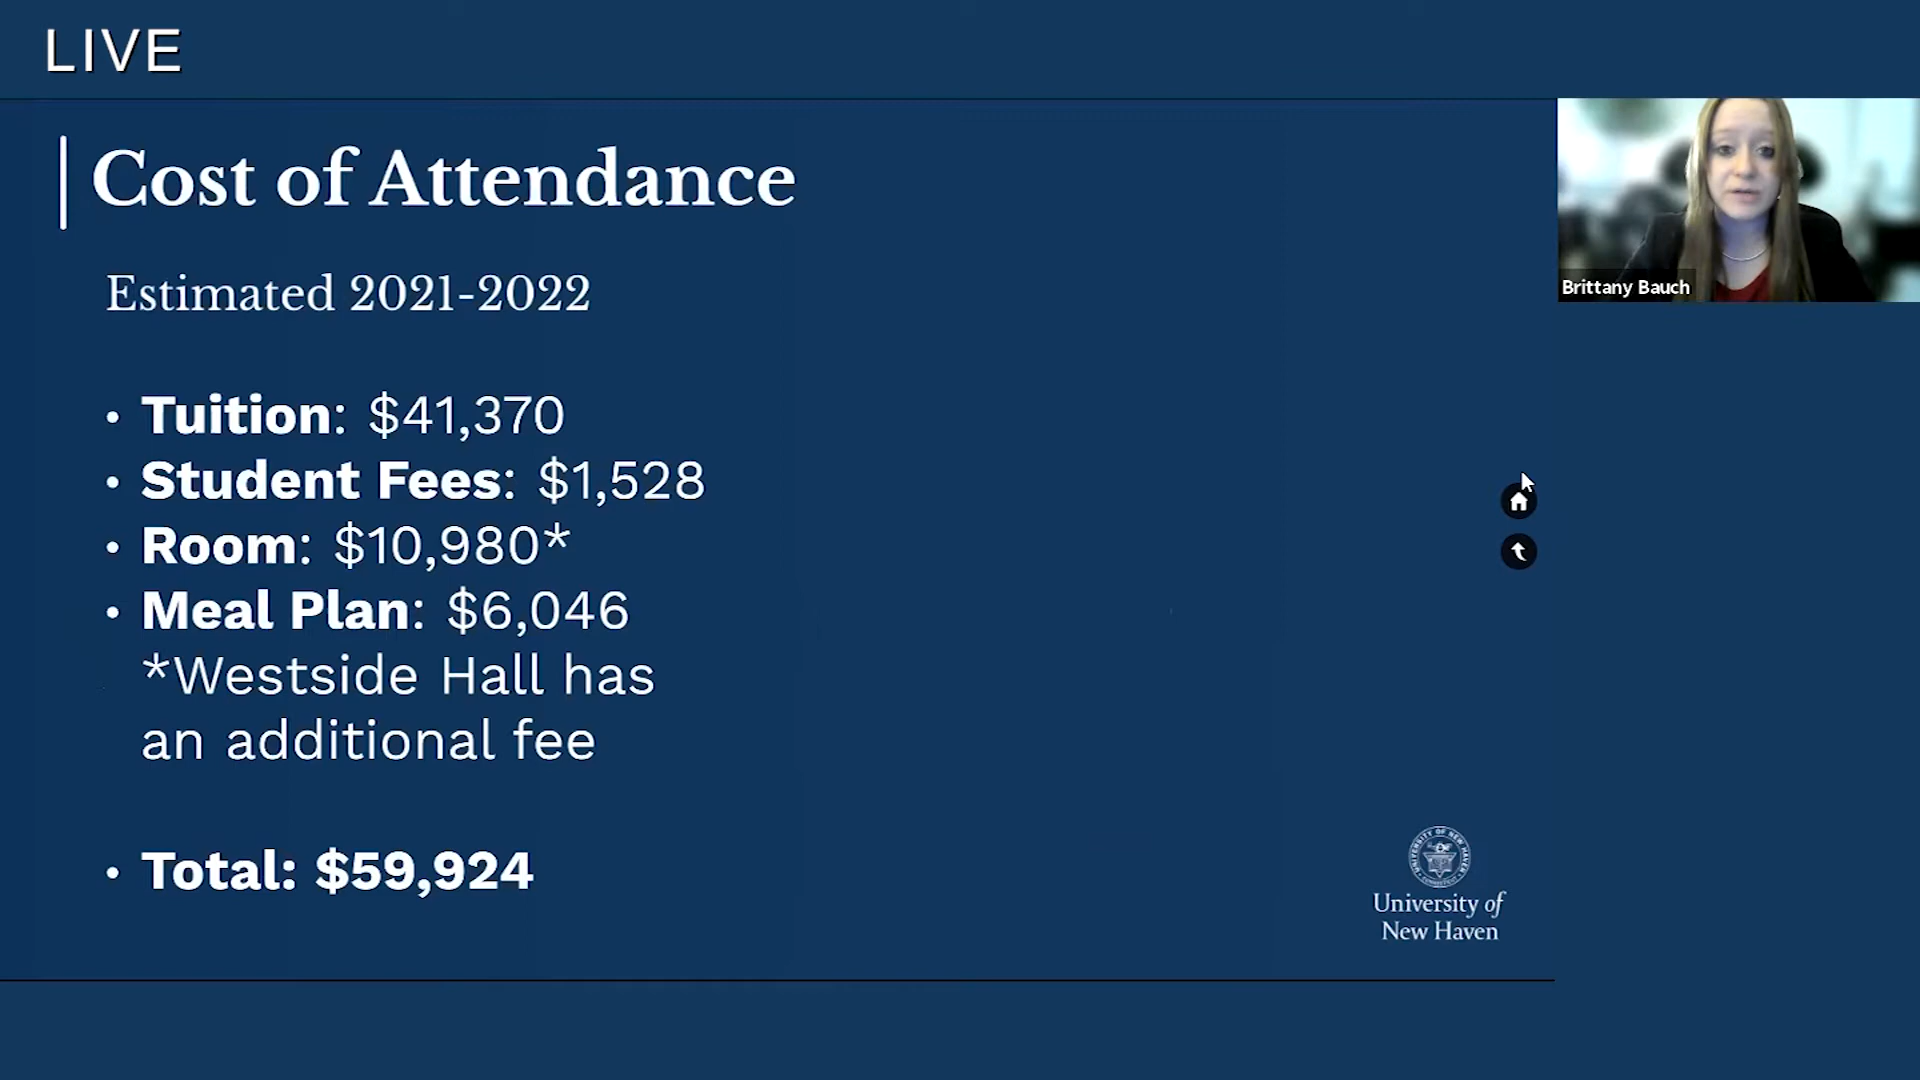 LIVE
Cost of Attendance
Estimated 2021-2022
• Tuition: $41,370
• Student Fees: $1,528
• Room: $10,980*
• Meal Plan: $6,046
*Westside Hall has
an additional fee
• Total: $59,924
Brittany Bauch
University of
New Haven